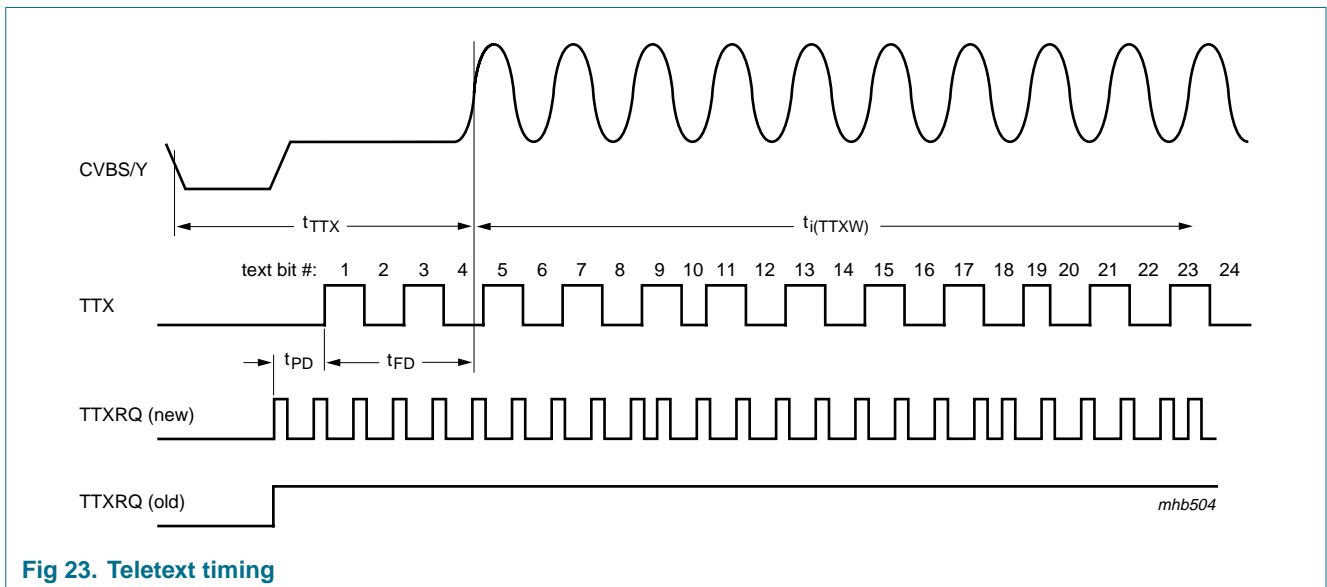 CVBS/Y
tTTX
ti(TTXW)
text bit #: 1 2 3 4 5 6 7 8 9 10 11 12 13 14 15 16 17 18 19 20 21 22 23 24
TTX
tPD
tFD
TTXRQ (new)
TTXRQ (old)
mhb504
Fig 23. Teletext timing